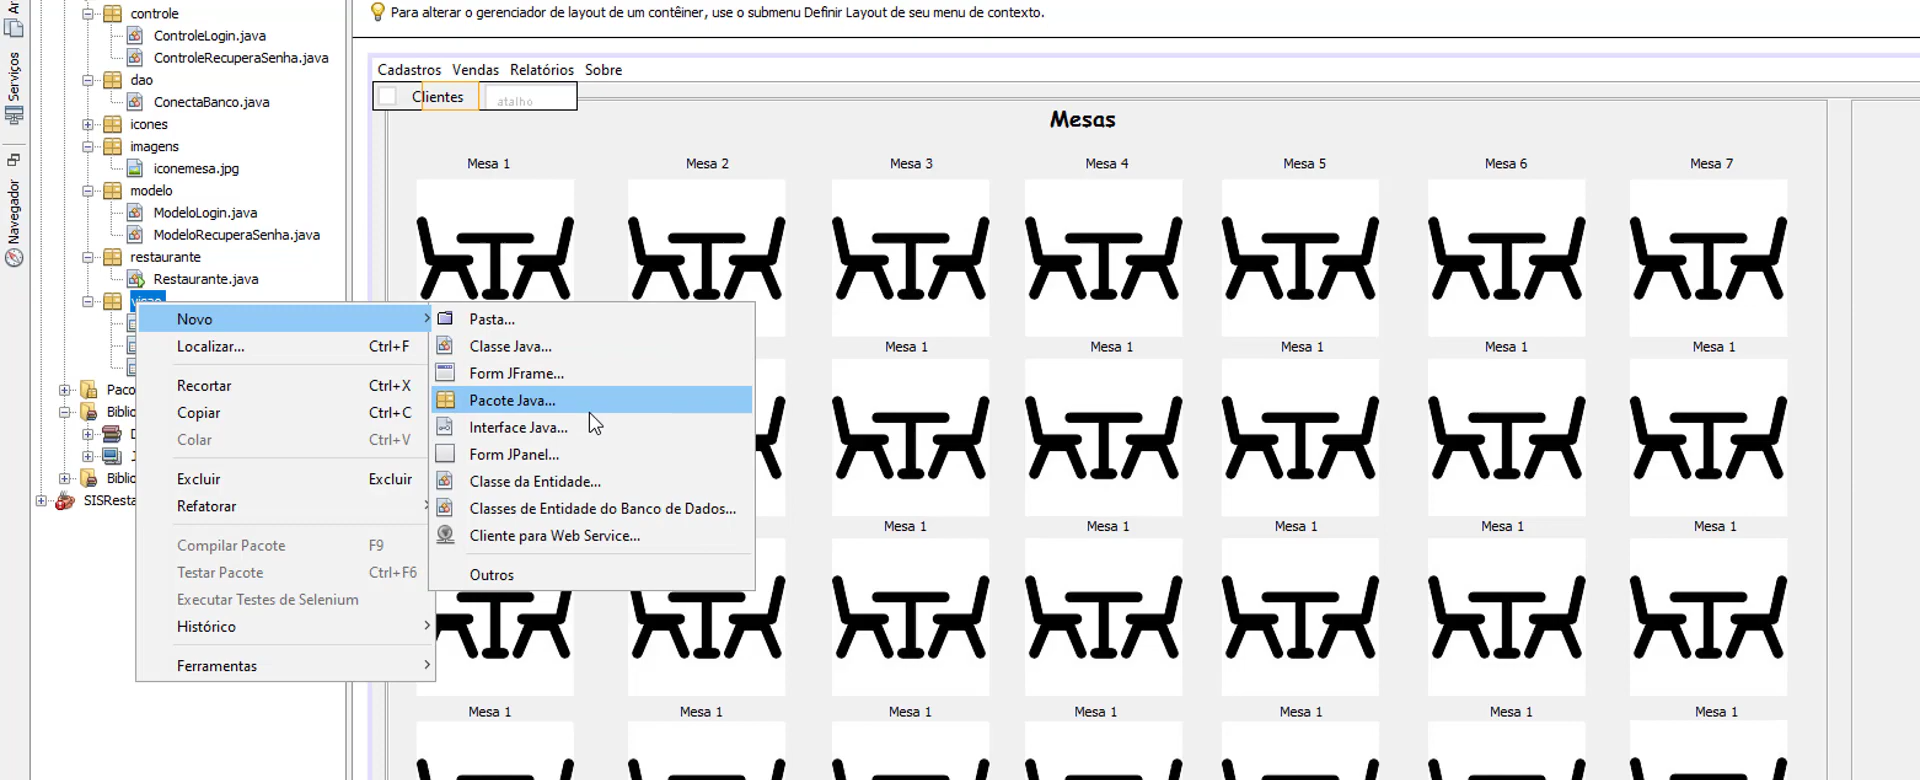 Para alterar o gerenciador de layout de um contêiner, use o submenu Definir Layout de seu menu de contexto.
Serviços
Navegador
controle
ControleLogin.java
ControleRecuperaSenha.java
dao
ConectaBanco.java
icones
imagens
iconemesa.jpg
modelo
ModeloLogin.java
ModeloRecuperaSenha.java
restaurante
Restaurante.java
visao
Paco
Biblio
Biblio
SISResta
Novo
Localizar... Ctrl+F
Recortar Ctrl+X
Copiar Ctrl+C
Colar Ctrl+V
Excluir Excluir
Refatorar
Compilar Pacote F9
Testar Pacote Ctrl+F6
Executar Testes de Selenium
Histórico
Ferramentas
Pasta...
Classe Java...
Form JFrame...
Pacote Java...
Interface Java...
Form JPanel...
Classe da Entidade...
Classes de Entidade do Banco de Dados...
Cliente para Web Service...
Outros
Cadastros Vendas Relatórios Sobre
Clientes atalho
Mesas
Mesa 1 Mesa 2 Mesa 3 Mesa 4 Mesa 5 Mesa 6 Mesa 7
Mesa 1 Mesa 1 Mesa 1 Mesa 1 Mesa 1
Mesa 1 Mesa 1 Mesa 1 Mesa 1 Mesa 1
Mesa 1 Mesa 1 Mesa 1 Mesa 1 Mesa 1 Mesa 1 Mesa 1